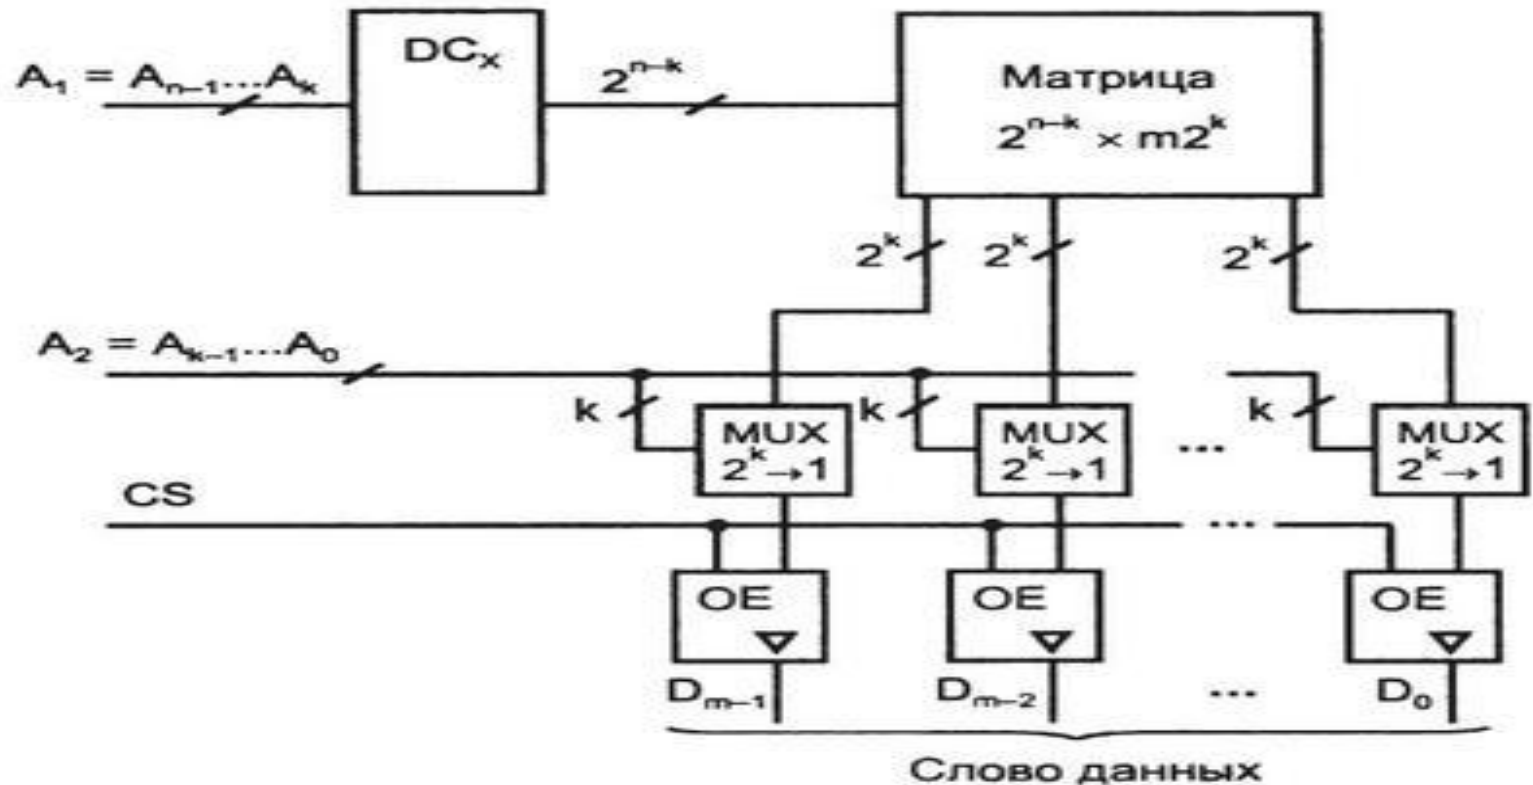 DCₓ
A₁ = Aₙ₋₁...Aₖ
2ⁿ⁻ᵏ
Матрица
2ⁿ⁻ᵏ × m2ᵏ
2ᵏ 2ᵏ 2ᵏ
A₂ = Aₖ₋₁...A₀
k k k
MUX MUX MUX
2ᵏ→1 2ᵏ→1 ... 2ᵏ→1
CS
...
OE OE OE
Dₘ₋₁ Dₘ₋₂ ... D₀
Слово данных